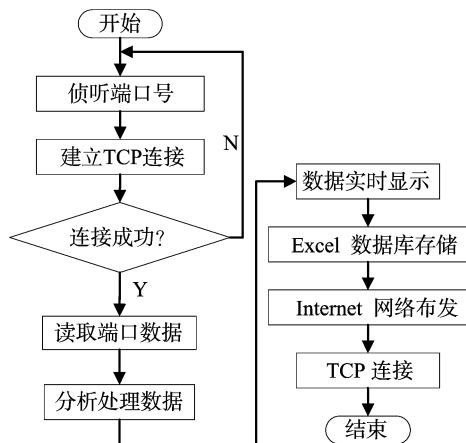 开始
侦听端口号
建立TCP连接
N
连接成功?
Y
读取端口数据
分析处理数据
数据实时显示
Excel 数据库存储
Internet 网络布发
TCP 连接
结束